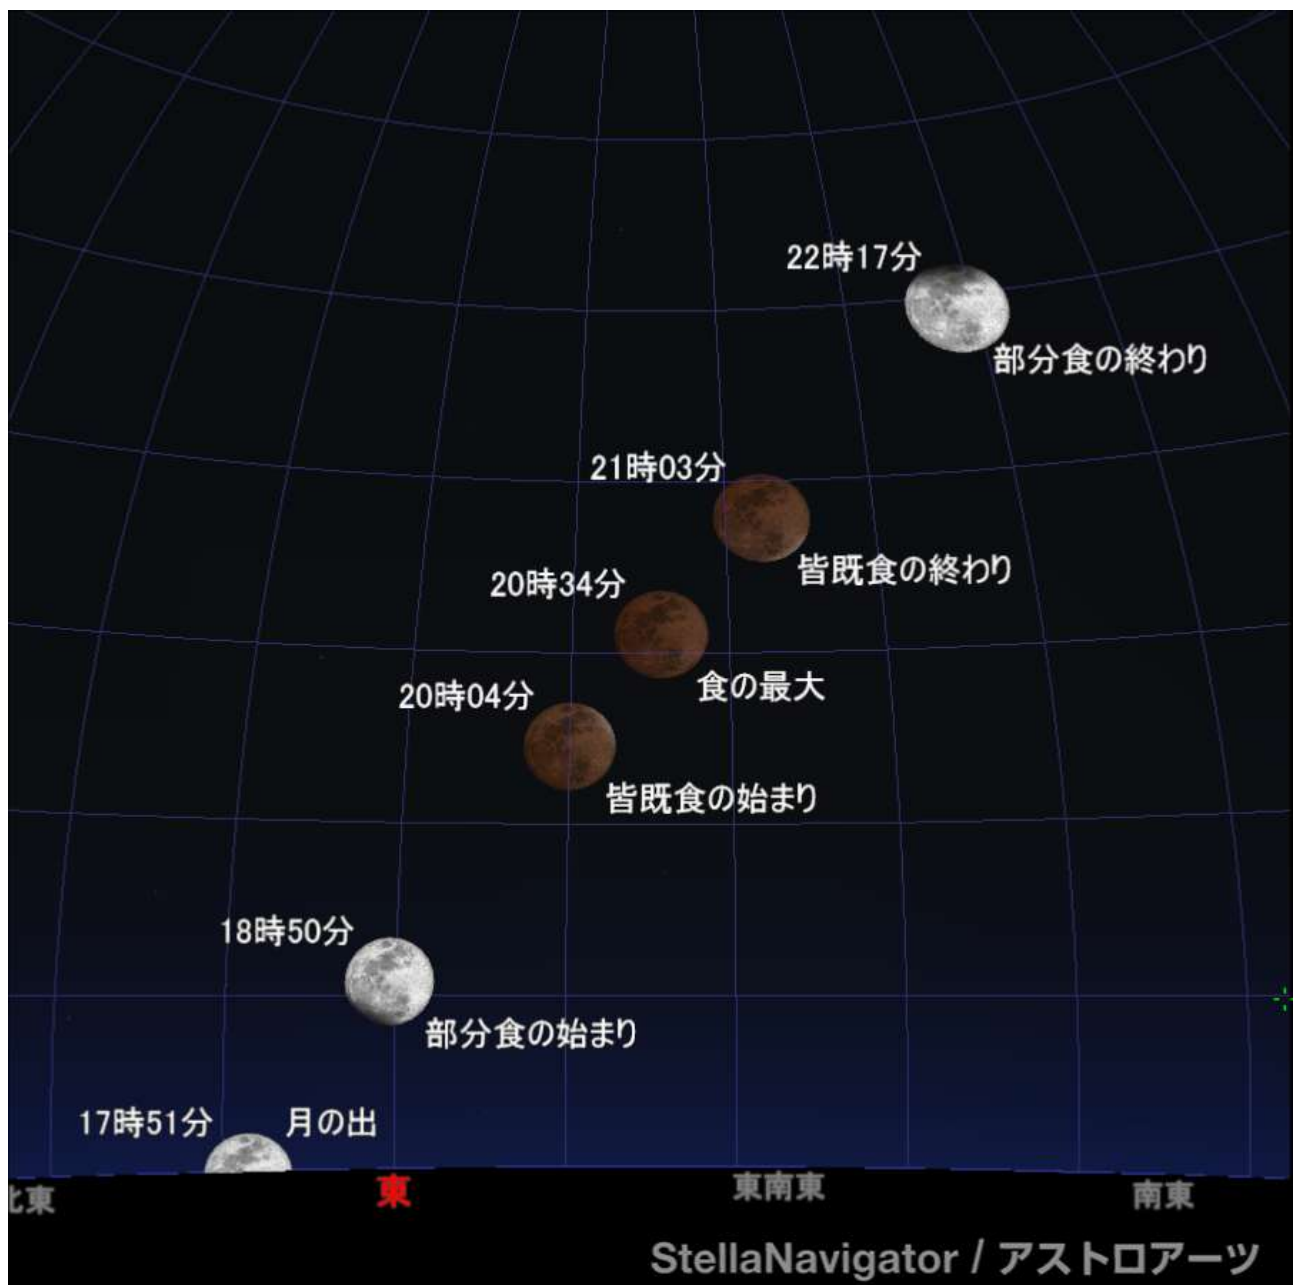 22時17分
部分食の終わり
21時03分
皆既食の終わり
20時34分
食の最大
20時04分
皆既食の始まり
18時50分
部分食の始まり
17時51分
月の出
北東
東
東南東
南東
StellaNavigator / アストロアーツ